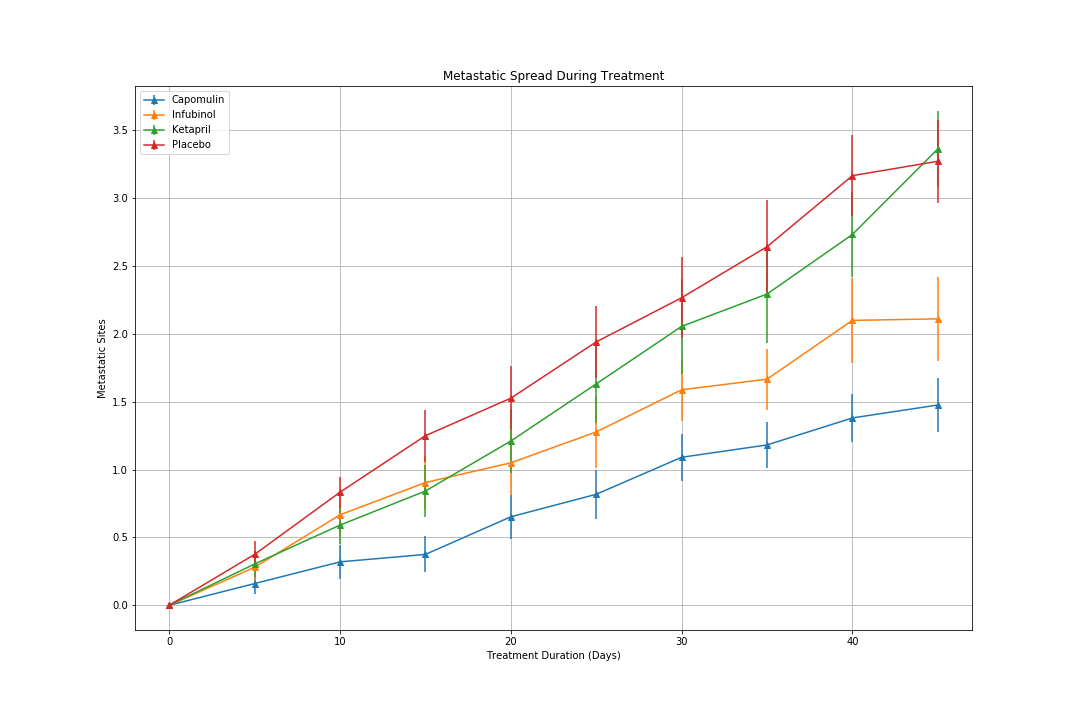 Metastatic Spread During Treatment
Capomulin
Infubinol
Ketapril
Placebo
Metastatic Sites
3.5
3.0
2.5
2.0
1.5
1.0
0.5
0.0
0 10 20 30 40
Treatment Duration (Days)